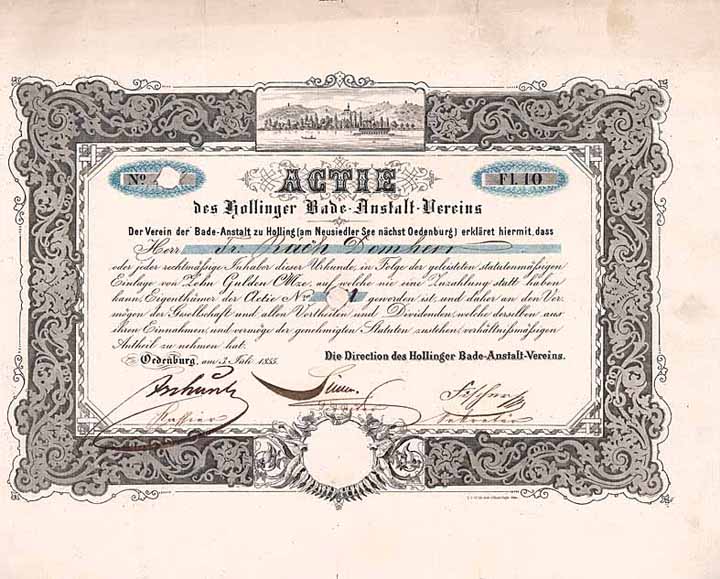 ACTIE
No Fl. 10
des Hollinger Bade-Anstalt-Vereins
Der Verein der Bade-Anstalt zu Holling (am Neusiedler See nächst Oedenburg) erkläret hiermit, dass
Herr Fr.
oder jeder rechtmäßige Inhaber dieser Urkunde, in Folge der geleisteten statutenmäßigen
Einlage von Zehn Gulden CMze, auf welche nie eine Zuzahlung statt haben
kann, Eigenthümer der Actie No 1 geworden ist, und daher an den Ver-
mögen der Gesellschaft und allen Vortheilen und Dividenden, welche derselben aus
ihren Einnahmen, und vermöge der genehmigten Statuten zustehen, verhältnißmäßigen
Antheil zu nehmen hat.
Oedenburg, am 3. Juli 1855.
Die Direction des Hollinger Bade-Anstalt-Vereins.
Kassier Sekretär